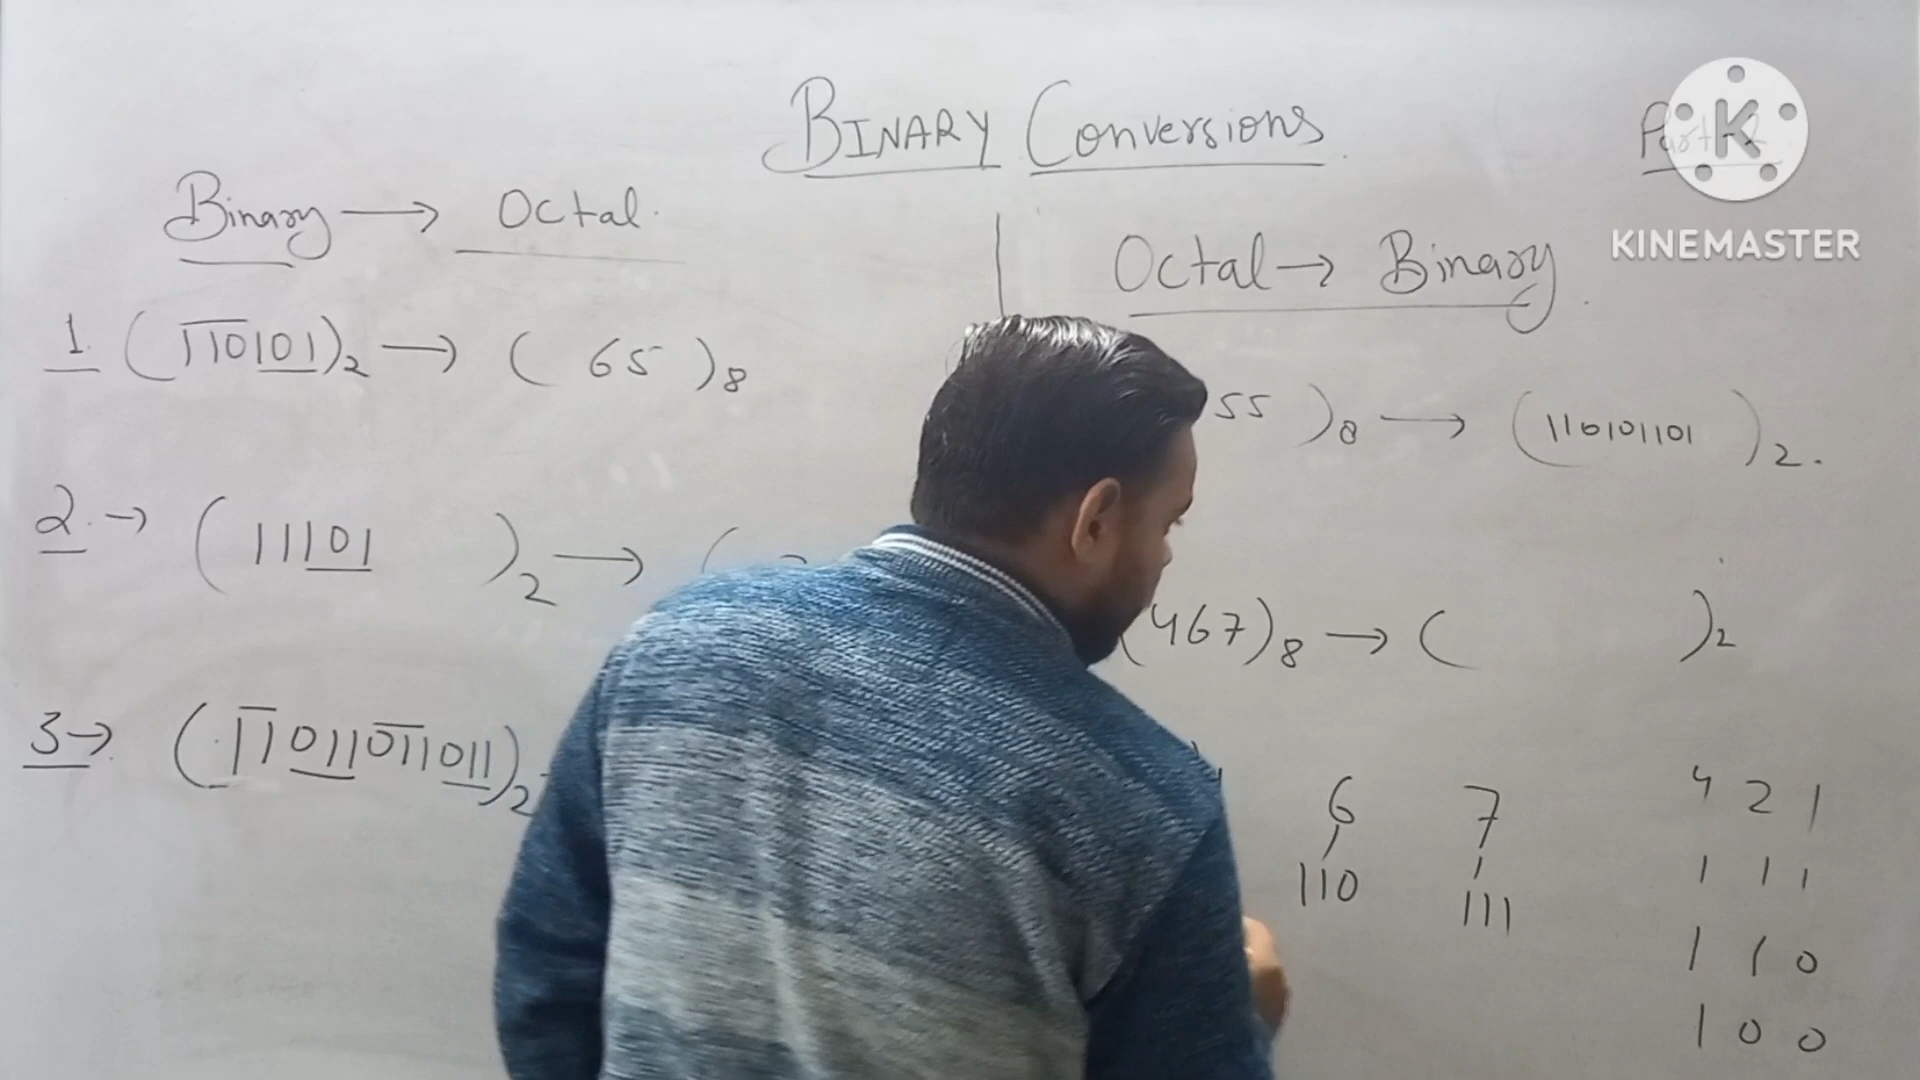 BINARY Conversions
KINEMASTER
Binary → Octal
1. (110101)2 → ( 65 )8
2. → ( 11101 )2 → (
3 → (11011011011)2
Octal → Binary
55 )8 → ( 110101101 )2.
(467)8 → ( )2
6 7
110 111
4 2 1
1 1 1
1 1 0
1 0 0